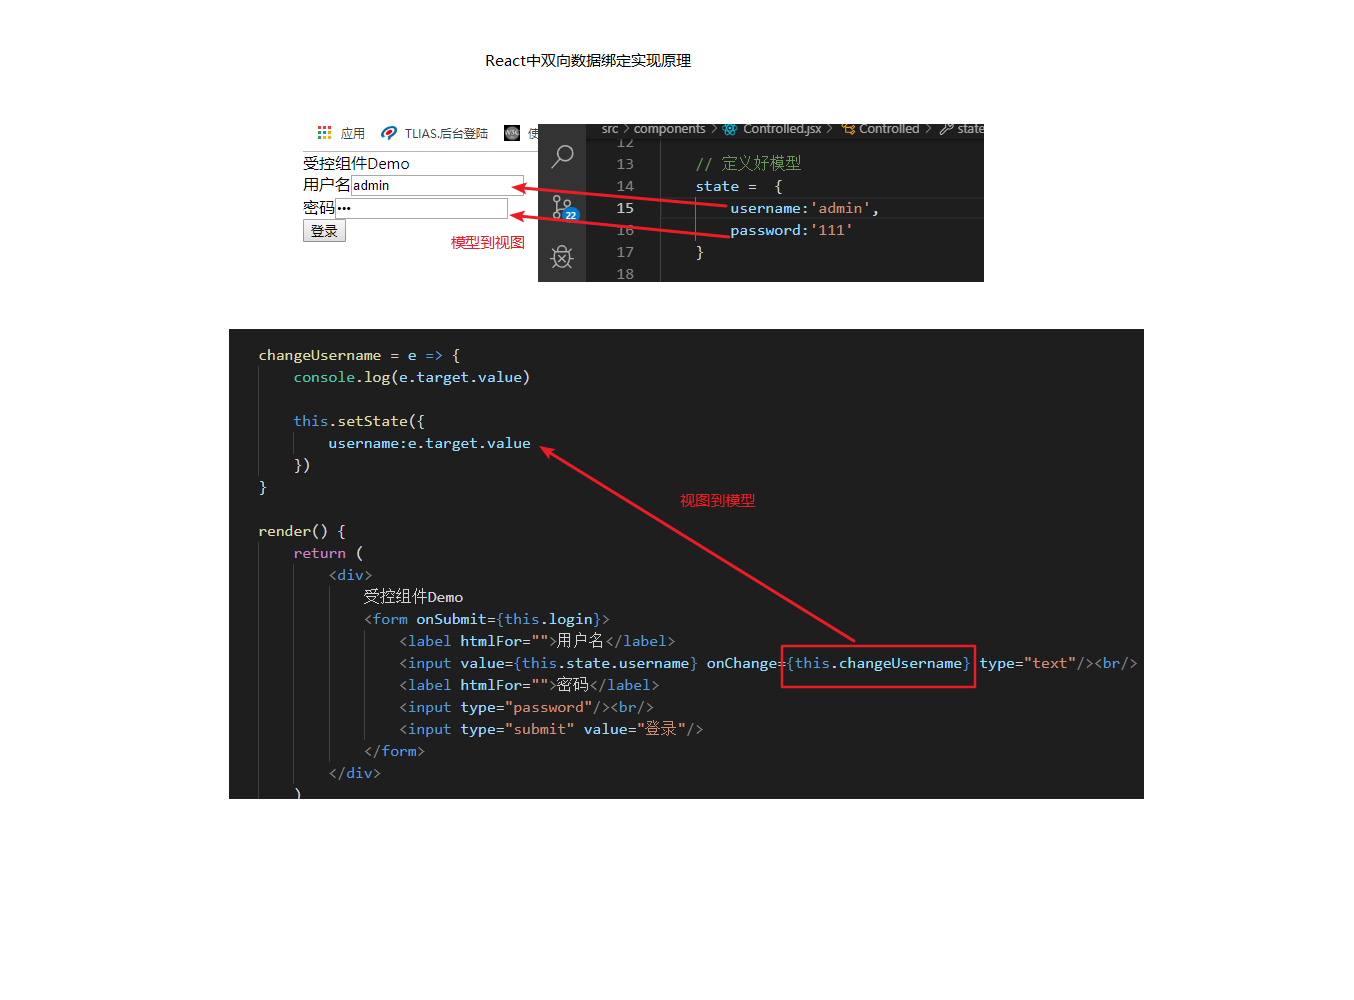 React中双向数据绑定实现原理
应用 TLIAS.后台登陆 使
受控组件Demo
用户名admin
密码•••
登录
模型到视图
src > components > Controlled.jsx > Controlled > state
12
13 // 定义好模型
14 state = {
15 username:'admin',
16 password:'111'
17 }
18
22
changeUsername = e => {
console.log(e.target.value)
this.setState({
username:e.target.value
})
}
视图到模型
render() {
return (
<div>
受控组件Demo
<form onSubmit={this.login}>
<label htmlFor="">用户名</label>
<input value={this.state.username} onChange={this.changeUsername} type="text"/><br/>
<label htmlFor="">密码</label>
<input type="password"/><br/>
<input type="submit" value="登录"/>
</form>
</div>
)